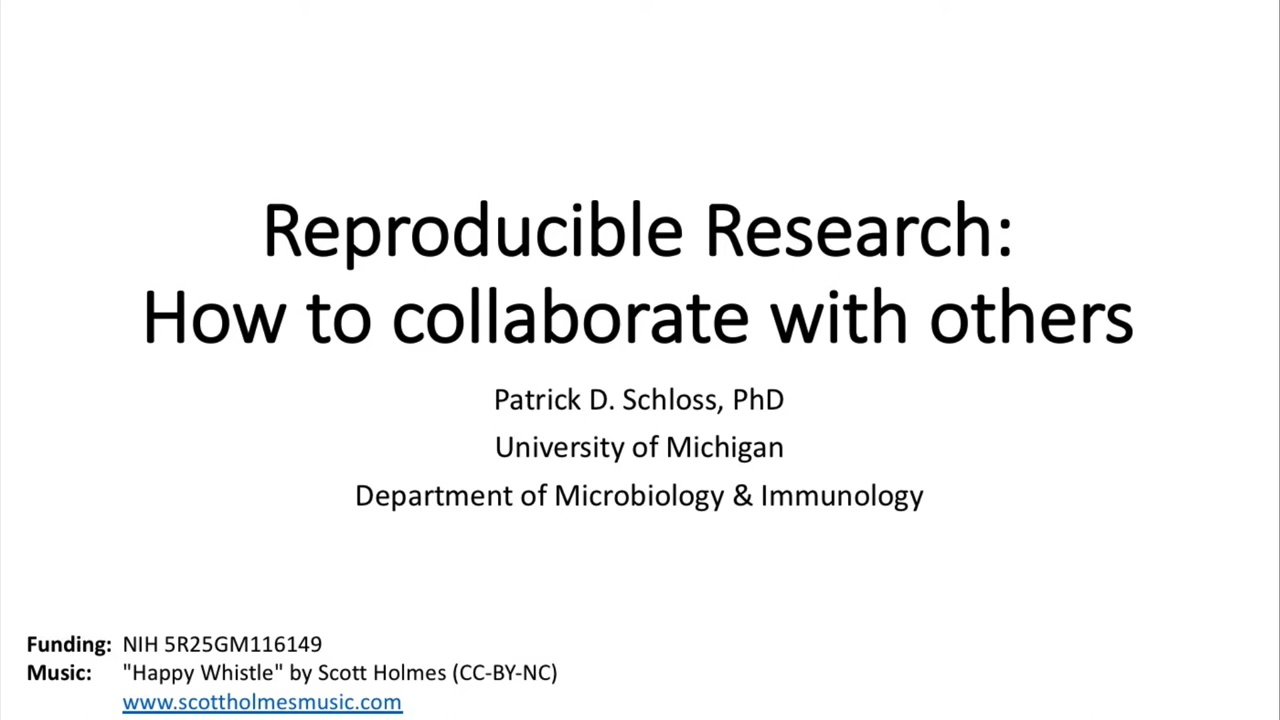 Reproducible Research:
How to collaborate with others
Patrick D. Schloss, PhD
University of Michigan
Department of Microbiology & Immunology
Funding: NIH 5R25GM116149
Music: "Happy Whistle" by Scott Holmes (CC-BY-NC)
www.scottholmesmusic.com